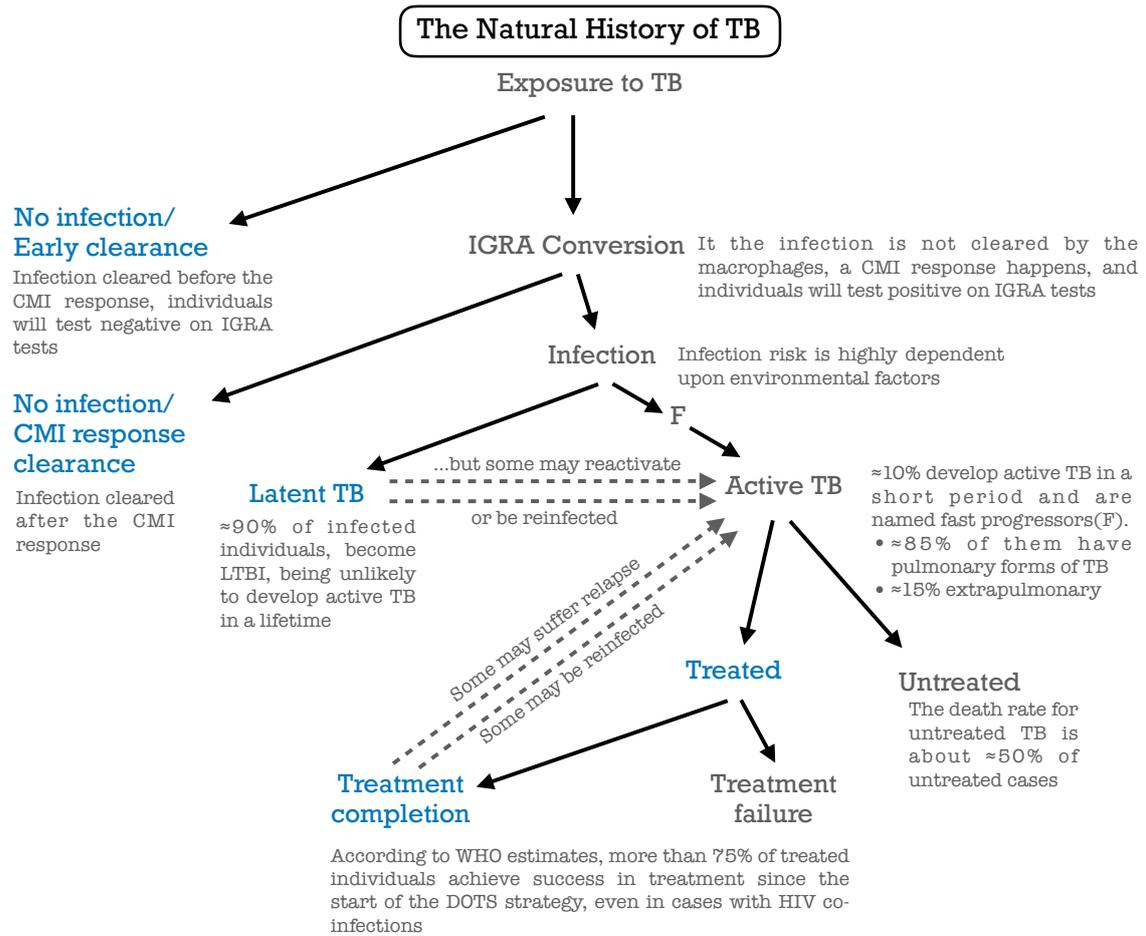 The Natural History of TB
Exposure to TB
No infection/
Early clearance
Infection cleared before the
CMI response, individuals
will test negative on IGRA
tests
IGRA Conversion
It the infection is not cleared by the
macrophages, a CMI response happens, and
individuals will test positive on IGRA tests
Infection
Infection risk is highly dependent
upon environmental factors
No infection/
CMI response
clearance
Infection cleared
after the CMI
response
F
Latent TB
≈90% of infected
individuals, become
LTBI, being unlikely
to develop active TB
in a lifetime
...but some may reactivate
or be reinfected
Active TB
≈10% develop active TB in a
short period and are
named fast progressors(F).
• ≈85% of them have
pulmonary forms of TB
• ≈15% extrapulmonary
Some may suffer relapse
Some may be reinfected
Treated
Untreated
The death rate for
untreated TB is
about ≈50% of
untreated cases
Treatment
completion
Treatment
failure
According to WHO estimates, more than 75% of treated
individuals achieve success in treatment since the
start of the DOTS strategy, even in cases with HIV co-
infections